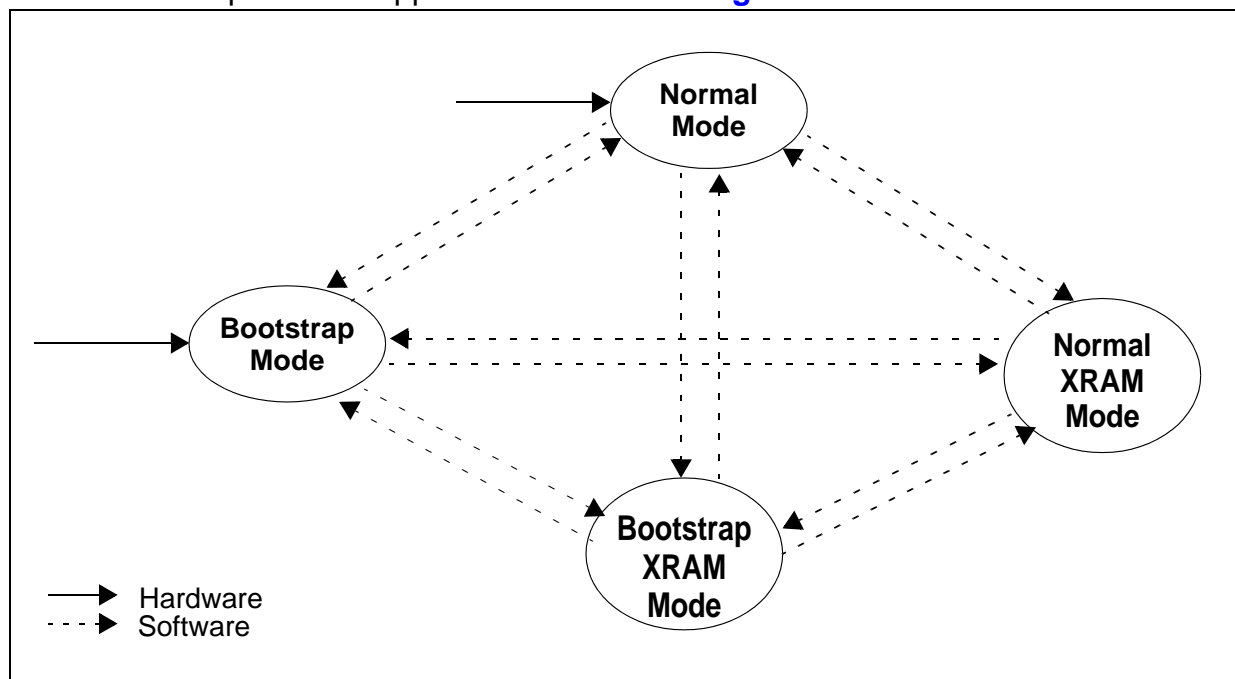 Normal
Mode
Bootstrap
Mode
Normal
XRAM
Mode
Bootstrap
XRAM
Mode
Hardware
Software